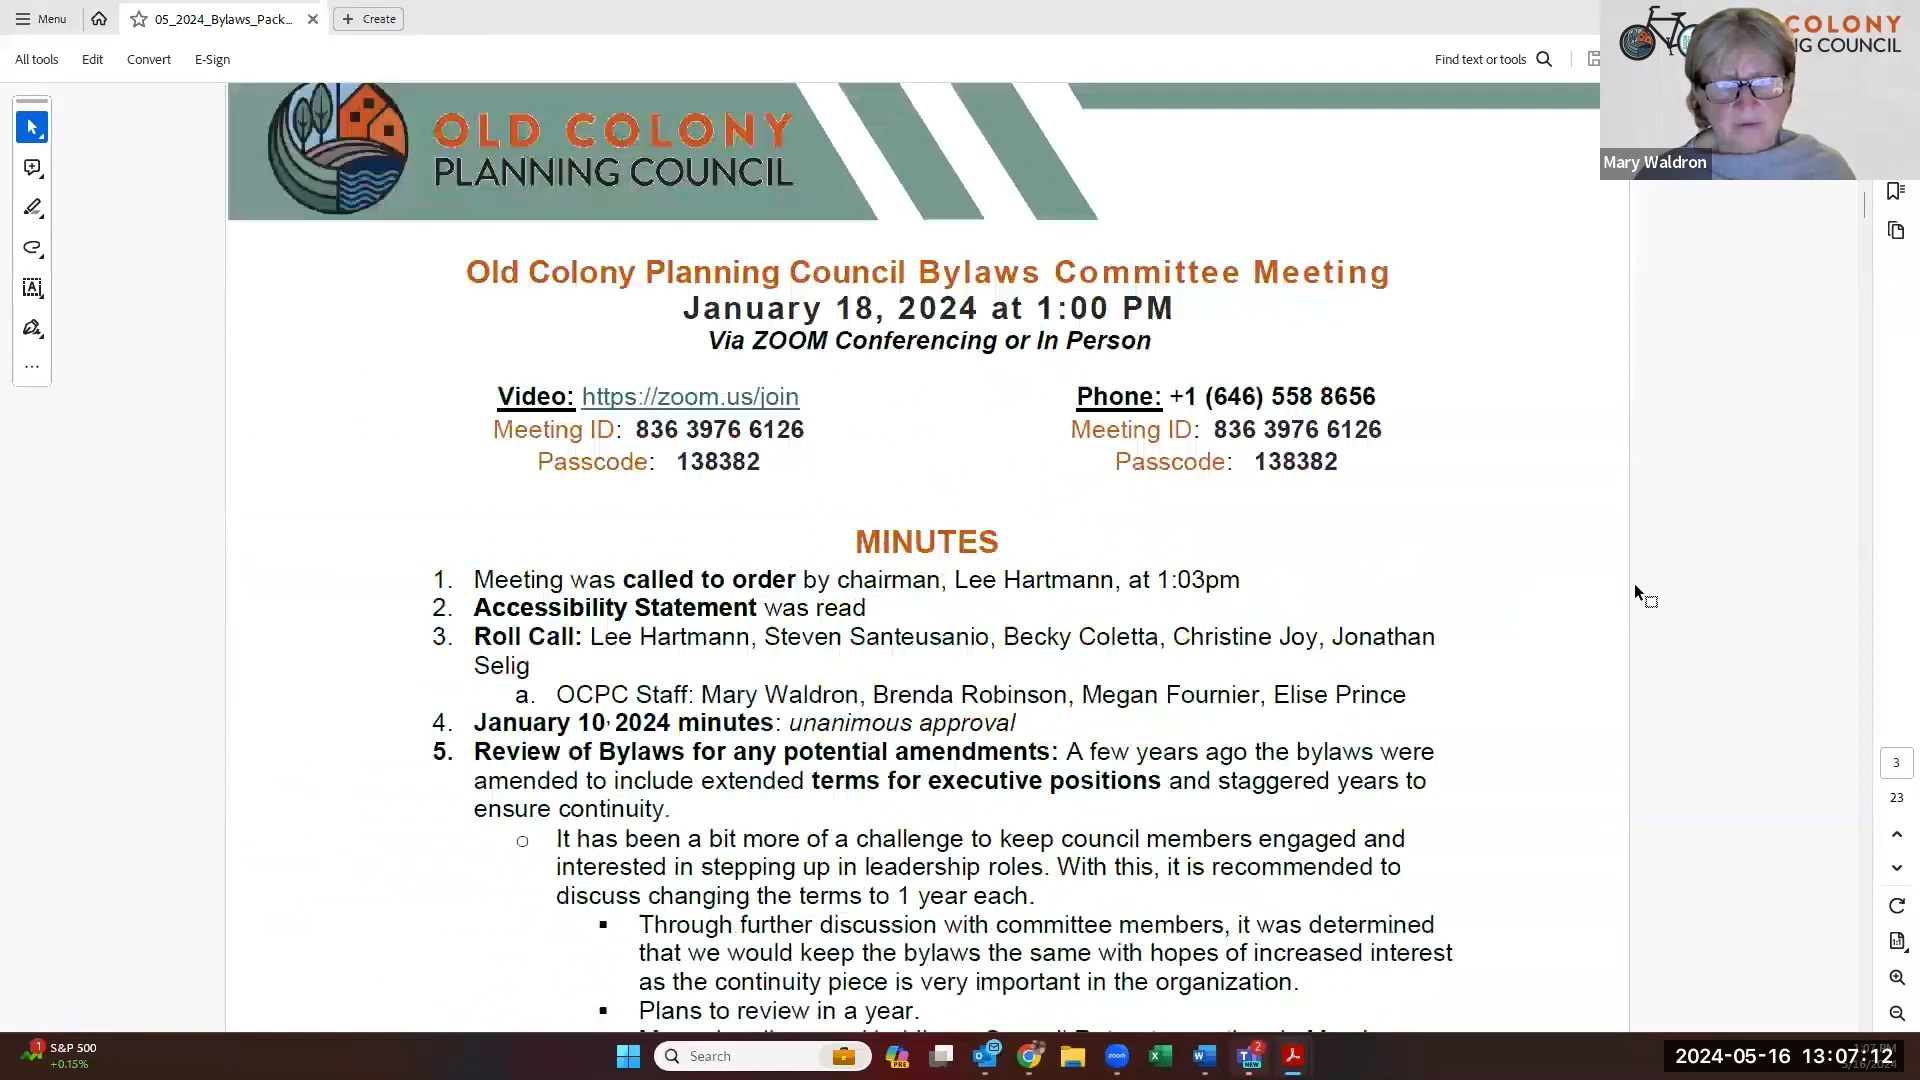 Menu
05_2024_Bylaws_Pack...
Create
COLONY
NG COUNCIL
All tools
Edit
Convert
E-Sign
Find text or tools
Mary Waldron
OLD COLONY
PLANNING COUNCIL
Old Colony Planning Council Bylaws Committee Meeting
January 18, 2024 at 1:00 PM
Via ZOOM Conferencing or In Person
Video: https://zoom.us/join
Meeting ID: 836 3976 6126
Passcode: 138382
Phone: +1 (646) 558 8656
Meeting ID: 836 3976 6126
Passcode: 138382
MINUTES
1. Meeting was called to order by chairman, Lee Hartmann, at 1:03pm
2. Accessibility Statement was read
3. Roll Call: Lee Hartmann, Steven Santeusanio, Becky Coletta, Christine Joy, Jonathan
Selig
a. OCPC Staff: Mary Waldron, Brenda Robinson, Megan Fournier, Elise Prince
4. January 10, 2024 minutes: unanimous approval
5. Review of Bylaws for any potential amendments: A few years ago the bylaws were
amended to include extended terms for executive positions and staggered years to
ensure continuity.
o It has been a bit more of a challenge to keep council members engaged and
interested in stepping up in leadership roles. With this, it is recommended to
discuss changing the terms to 1 year each.
▪ Through further discussion with committee members, it was determined
that we would keep the bylaws the same with hopes of increased interest
as the continuity piece is very important in the organization.
▪ Plans to review in a year.
3
23
1
S&P 500
+0.15%
Search
PRE
zoom
2
NEW
2024-05-16 13:07:12